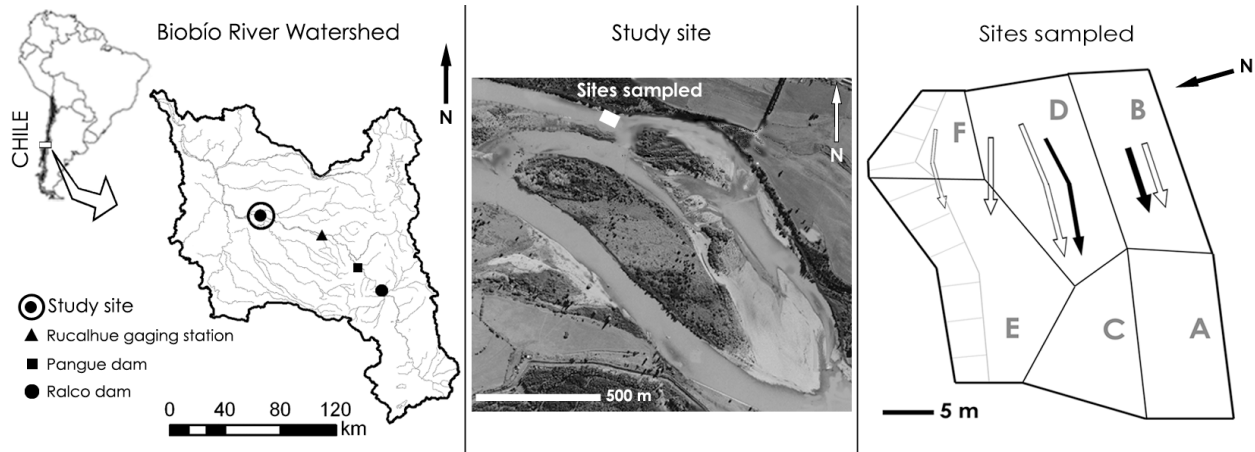 Biobío River Watershed
CHILE
N
Study site
Rucalhue gaging station
Pangue dam
Ralco dam
0 40 80 120
km
Study site
Sites sampled
N
500 m
Sites sampled
N
F
D
B
E
C
A
5 m